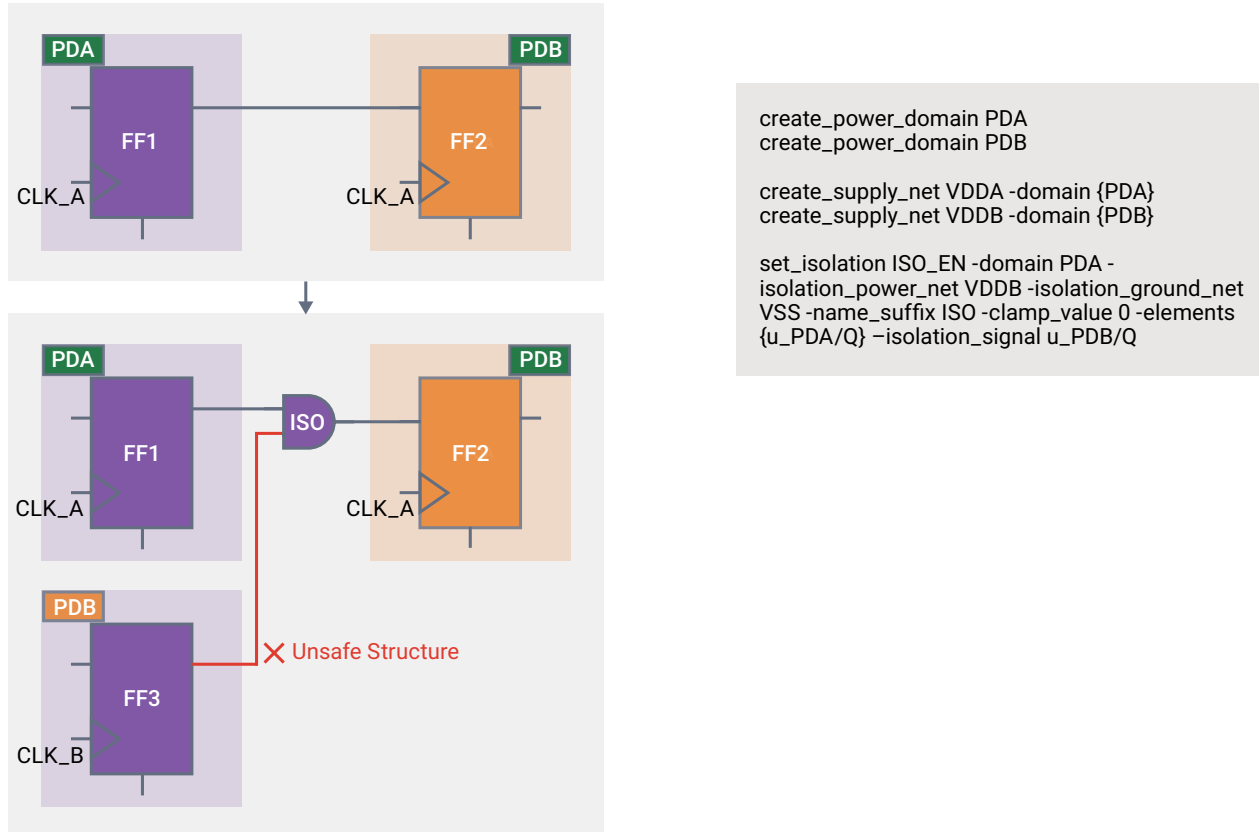 PDA
PDB
FF1
FF2
CLK_A
CLK_A
PDA
PDB
ISO
FF1
FF2
CLK_A
CLK_A
PDB
Unsafe Structure
FF3
CLK_B
create_power_domain PDA
create_power_domain PDB
create_supply_net VDDA -domain {PDA}
create_supply_net VDDB -domain {PDB}
set_isolation ISO_EN -domain PDA -
isolation_power_net VDDB -isolation_ground_net
VSS -name_suffix ISO -clamp_value 0 -elements
{u_PDA/Q} –isolation_signal u_PDB/Q